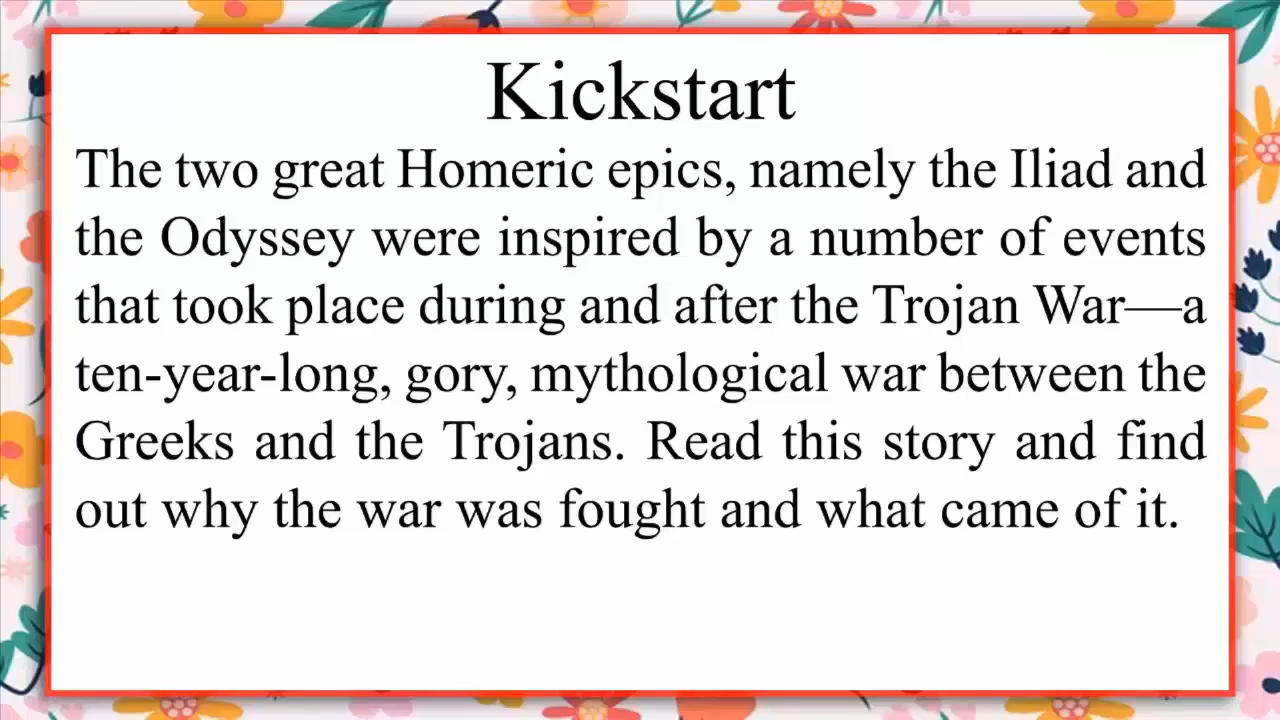 Kickstart
The two great Homeric epics, namely the Iliad and
the Odyssey were inspired by a number of events
that took place during and after the Trojan War—a
ten-year-long, gory, mythological war between the
Greeks and the Trojans. Read this story and find
out why the war was fought and what came of it.